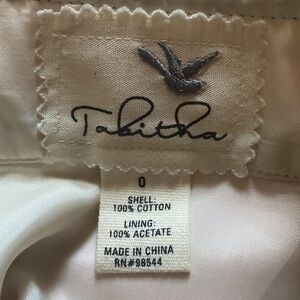 Tabitha
0
SHELL:
100% COTTON
LINING:
100% ACETATE
MADE IN CHINA
RN#98544